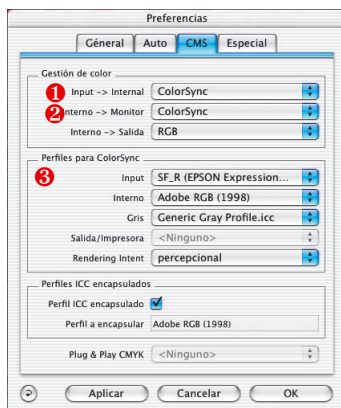 Preferencias
Géneral Auto CMS Especial
Gestión de color
1 Input -> Internal ColorSync
2 nterno -> Monitor ColorSync
Interno -> Salida RGB
Perfiles para ColorSync
3 Input SF_R (EPSON Expression...
Interno Adobe RGB (1998)
Gris Generic Gray Profile.icc
Salida/Impresora <Ninguno>
Rendering Intent percepcional
Perfiles ICC encapsulados
Perfil ICC encapsulado
Perfil a encapsular Adobe RGB (1998)
Plug & Play CMYK <Ninguno>
? Aplicar Cancelar OK